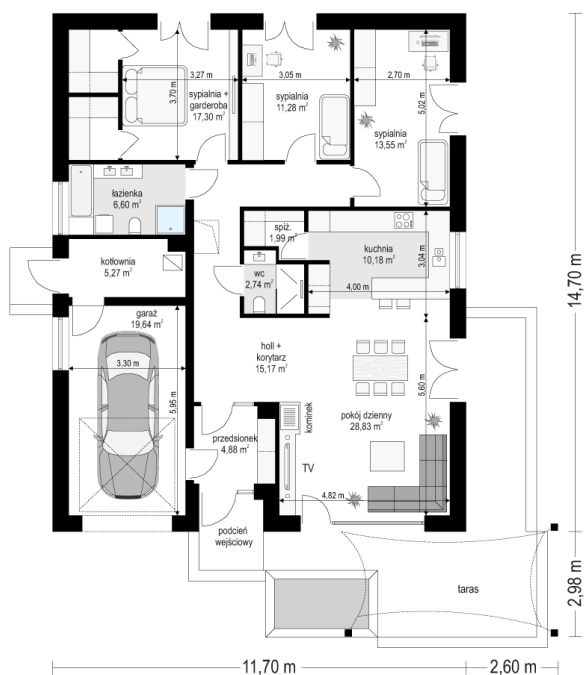 3,27 m
3,70 m
sypialnia +
garderoba
17,30 m²
3,05 m
sypialnia
11,28 m²
2,70 m
5,02 m
sypialnia
13,55 m²
łazienka
6,60 m²
spiż.
1,99 m²
kuchnia
10,18 m²
3,04 m
4,00 m
kotłownia
5,27 m²
wc
2,74 m²
garaż
19,64 m²
3,30 m
5,95 m
holl +
korytarz
15,17 m²
5,60 m
przedsionek
4,88 m²
kominek
pokój dzienny
28,83 m²
TV
4,82 m
podcień
wejściowy
taras
14,70 m
2,98 m
11,70 m
2,60 m